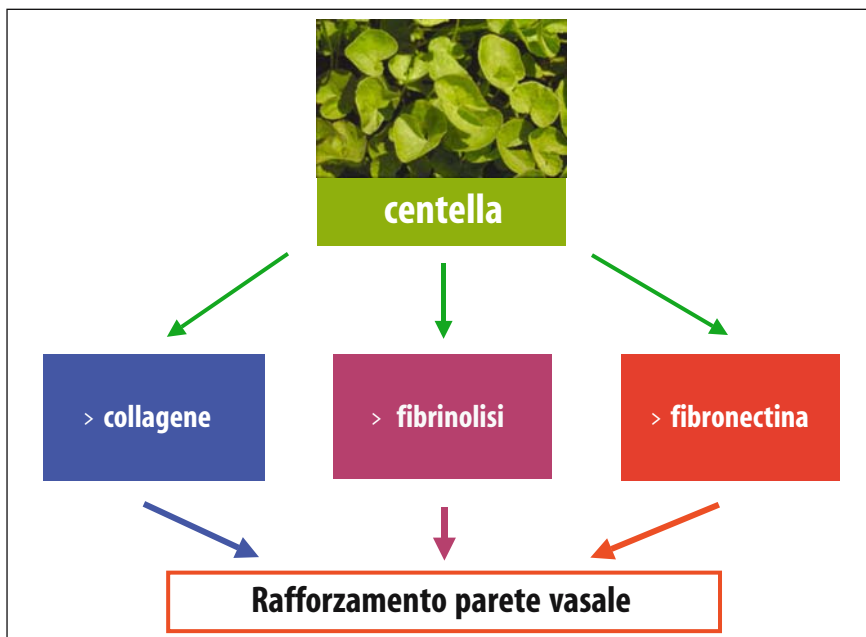 centella
> collagene
> fibrinolisi
> fibronectina
Rafforzamento parete vasale